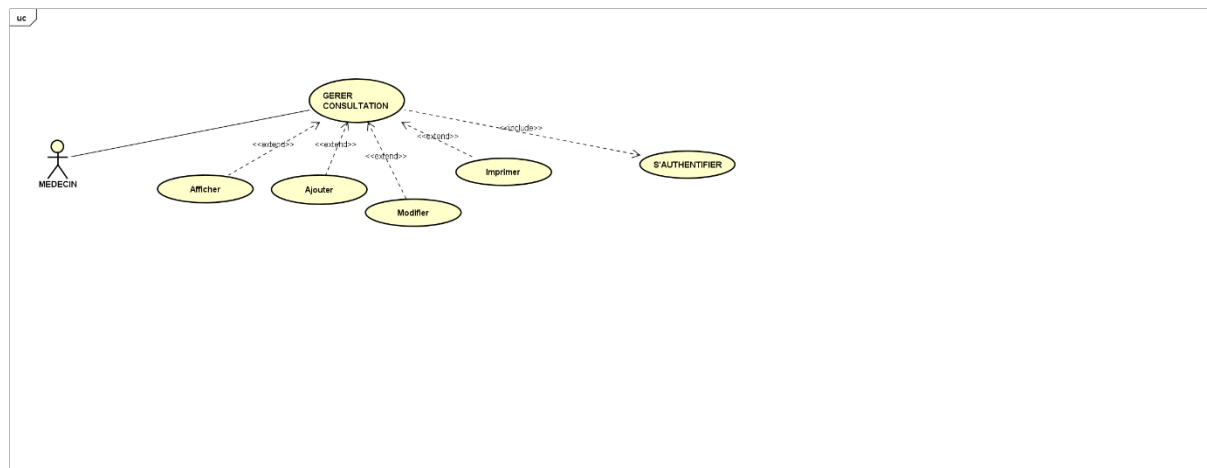 uc
GERER
CONSULTATION
<<include>>
<<extend>>
<<extend>>
<<extend>>
<<extend>>
S'AUTHENTIFIER
Imprimer
MEDECIN
Afficher
Ajouter
Modifier